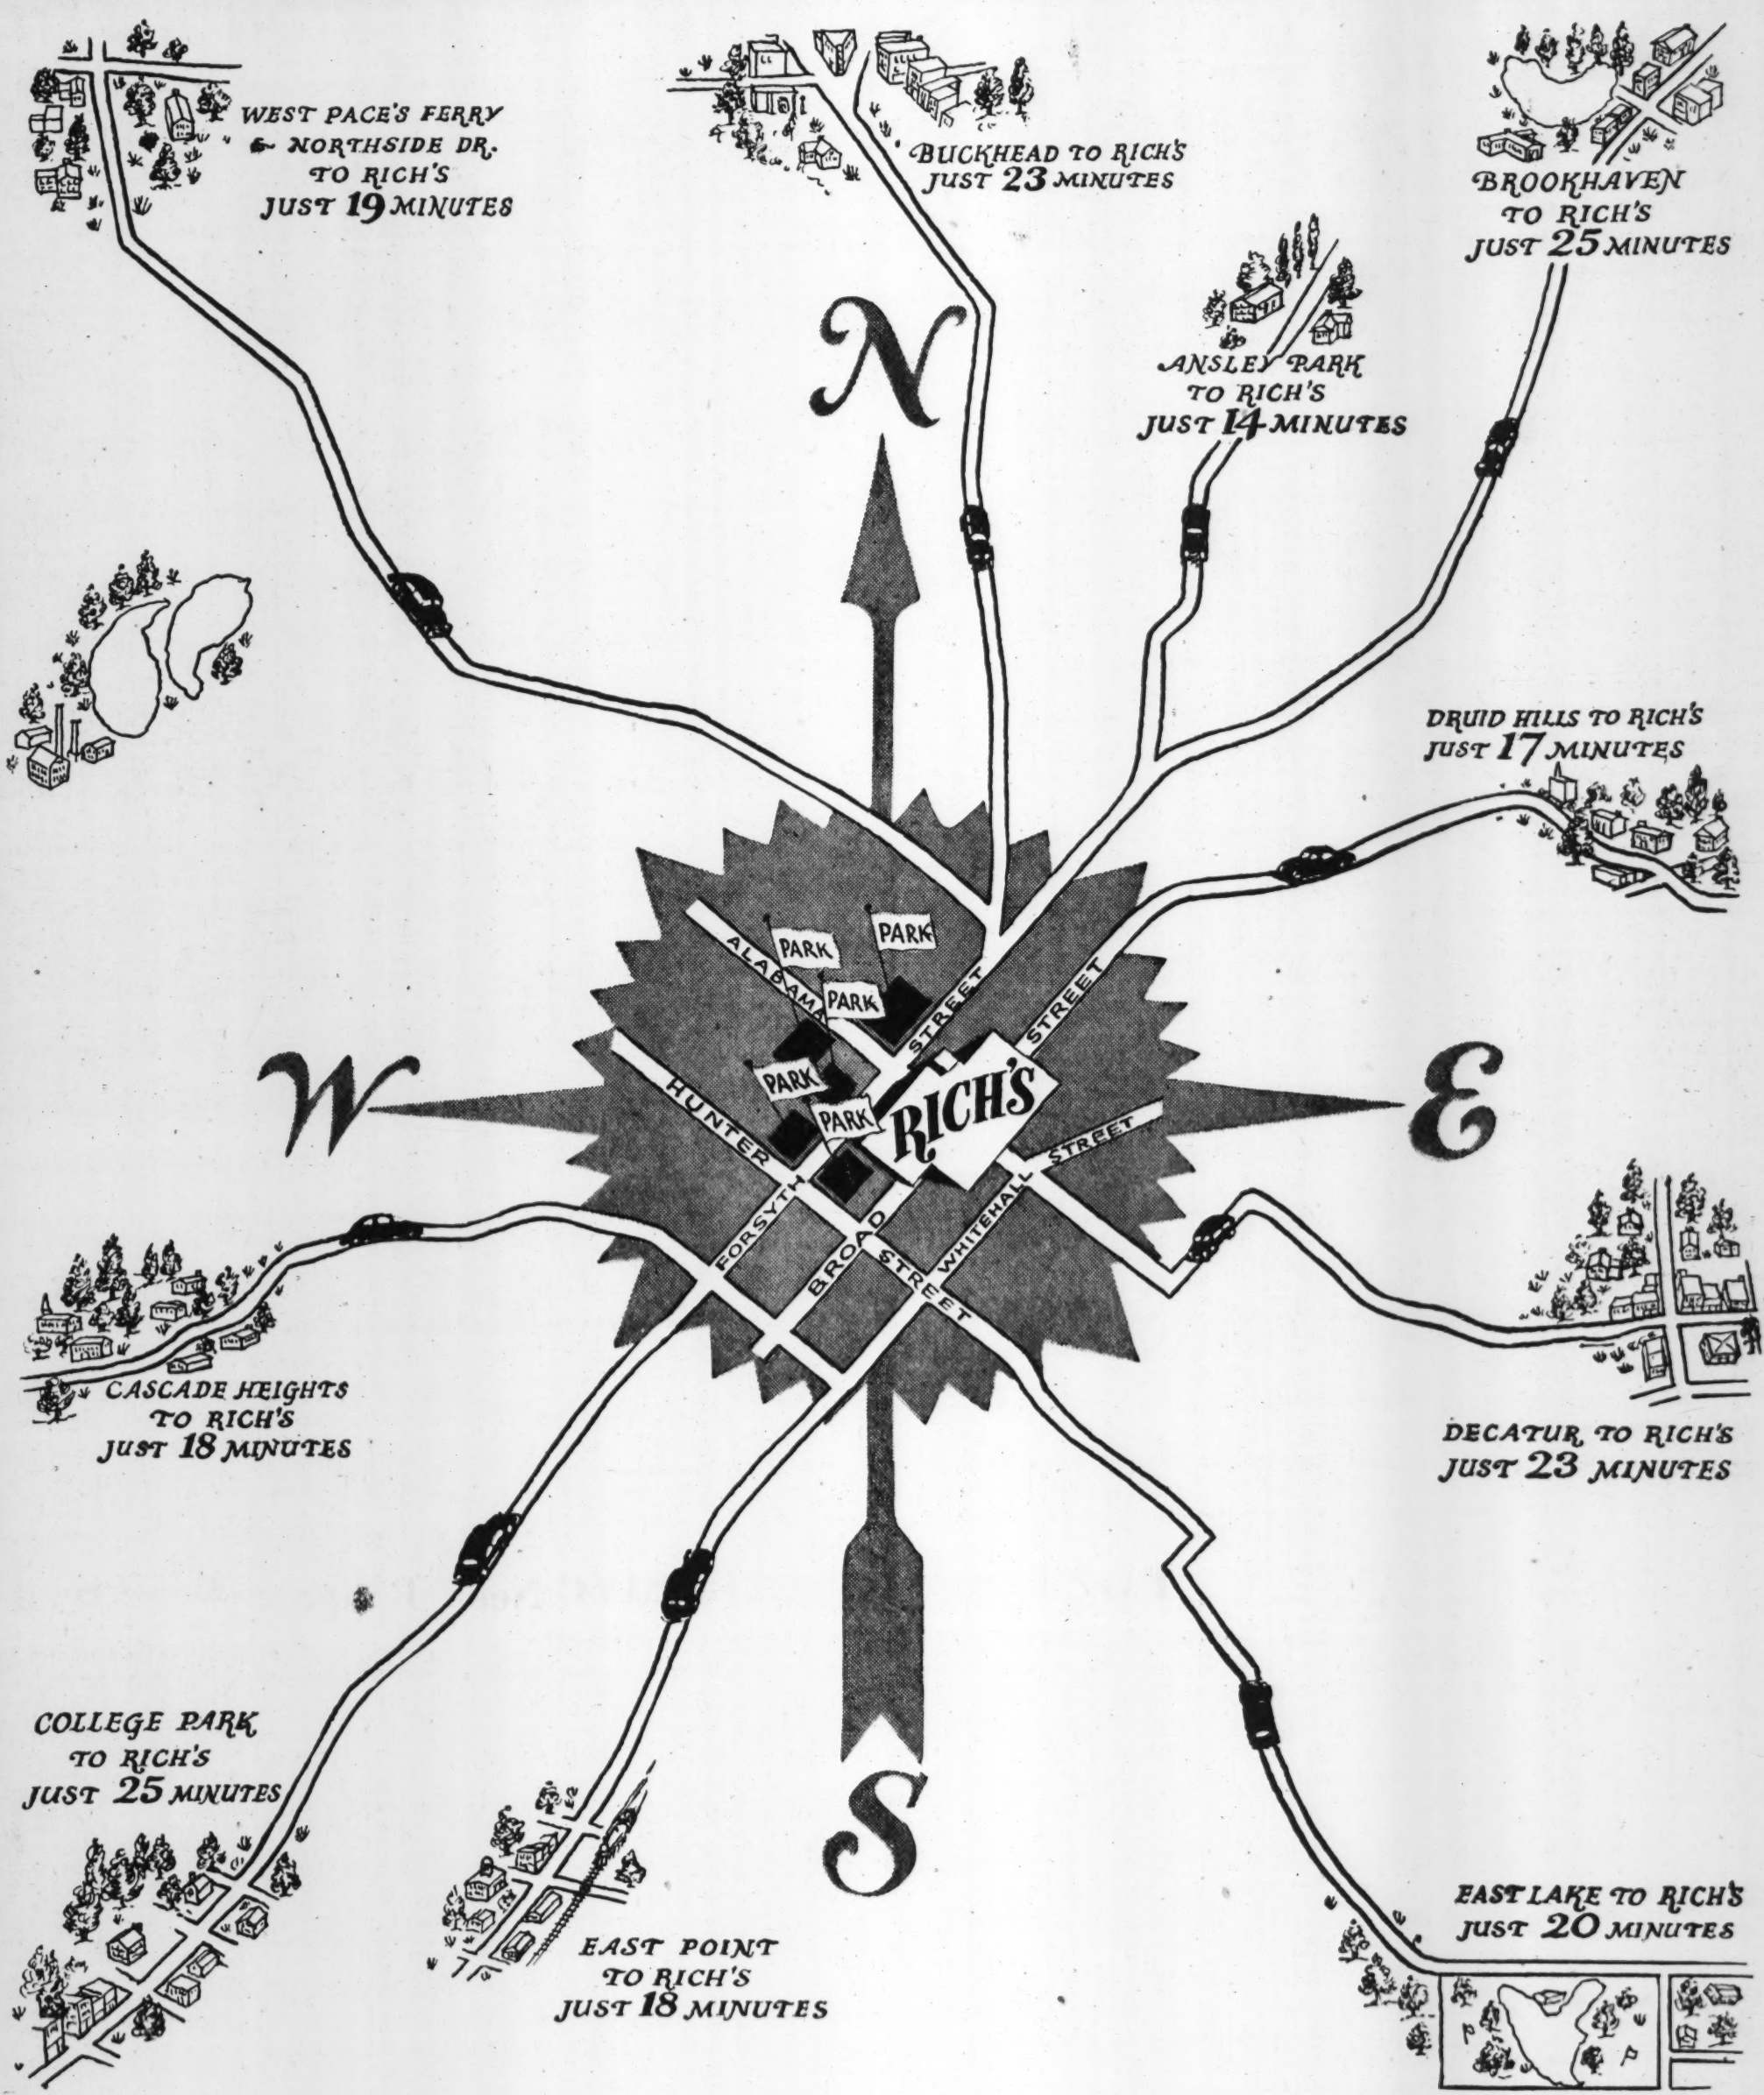 WEST PACE'S FERRY
& NORTHSIDE DR.
TO RICH'S
JUST 19 MINUTES
BUCKHEAD TO RICH'S
JUST 23 MINUTES
BROOKHAVEN
TO RICH'S
JUST 25 MINUTES
N
ANSLEY PARK
TO RICH'S
JUST 14 MINUTES
DRUID HILLS TO RICH'S
JUST 17 MINUTES
PARK
PARK
PARK
PARK
PARK
ALABAMA
STREET
STREET
RICH'S
HUNTER
STREET
FORSYTH
BROAD
STREET
WHITEHALL
STREET
W
E
CASCADE HEIGHTS
TO RICH'S
JUST 18 MINUTES
DECATUR TO RICH'S
JUST 23 MINUTES
COLLEGE PARK
TO RICH'S
JUST 25 MINUTES
S
EAST POINT
TO RICH'S
JUST 18 MINUTES
EAST LAKE TO RICH'S
JUST 20 MINUTES